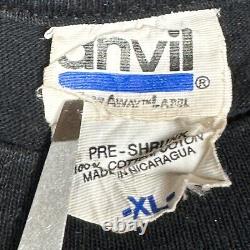 anvil
®
AWAY™ LABEL
PRE-SHRUNK
100% COTTON
MADE IN NICARAGUA
-XL-